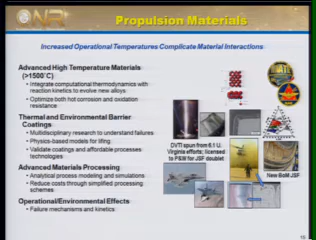 ONR
Propulsion Materials
Increased Operational Temperatures Complicate Material Interactions
Advanced High Temperature Materials
(>1500°C)
• Integrate computational thermodynamics with
reaction kinetics to evolve new alloys
• Optimize both hot corrosion and oxidation
resistance
Thermal and Environmental Barrier
Coatings
• Multidisciplinary research to understand failures
• Physics-based models for lifing
• Validate coatings and affordable processes
technologies
Advanced Materials Processing
• Analytical process modeling and simulations
• Reduce costs through simplified processing
schemes
Operational/Environmental Effects
• Failure mechanisms and kinetics
DVTI spun from 6.1 U.
Virginia efforts; licensed
to P&W for JSF doublet
New BoM JSF
15